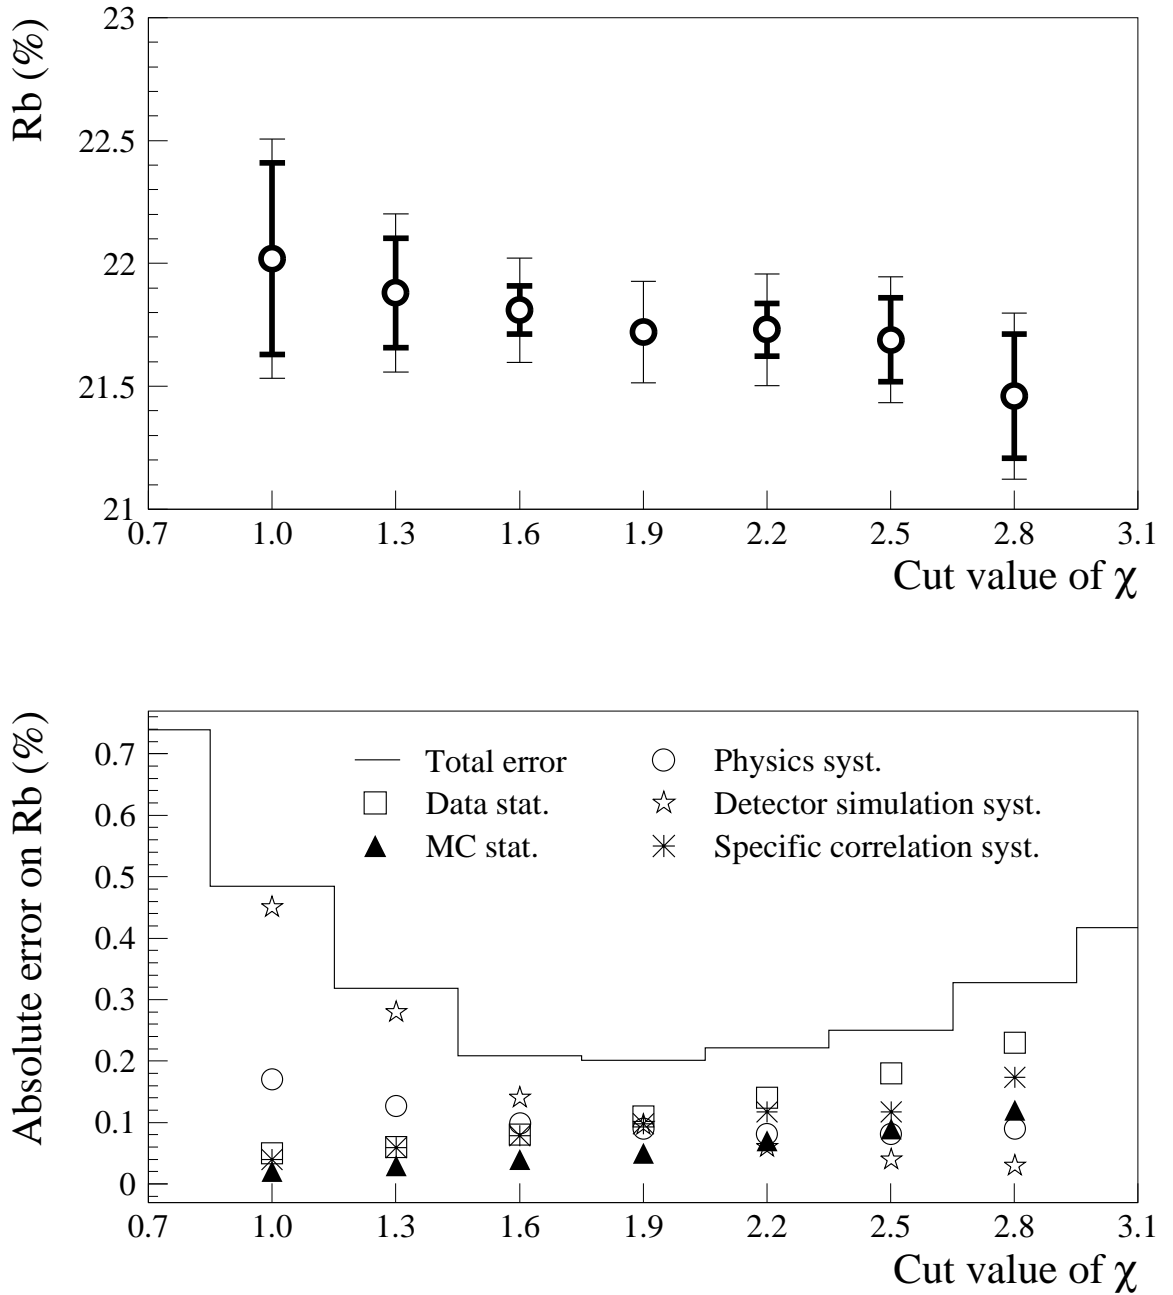 Rb (%)
23
22.5
22
21.5
21
0.7 1.0 1.3 1.6 1.9 2.2 2.5 2.8 3.1
Cut value of χ
Absolute error on Rb (%)
0.7
0.6
0.5
0.4
0.3
0.2
0.1
0
Total error
Data stat.
MC stat.
Physics syst.
Detector simulation syst.
Specific correlation syst.
0.7 1.0 1.3 1.6 1.9 2.2 2.5 2.8 3.1
Cut value of χ